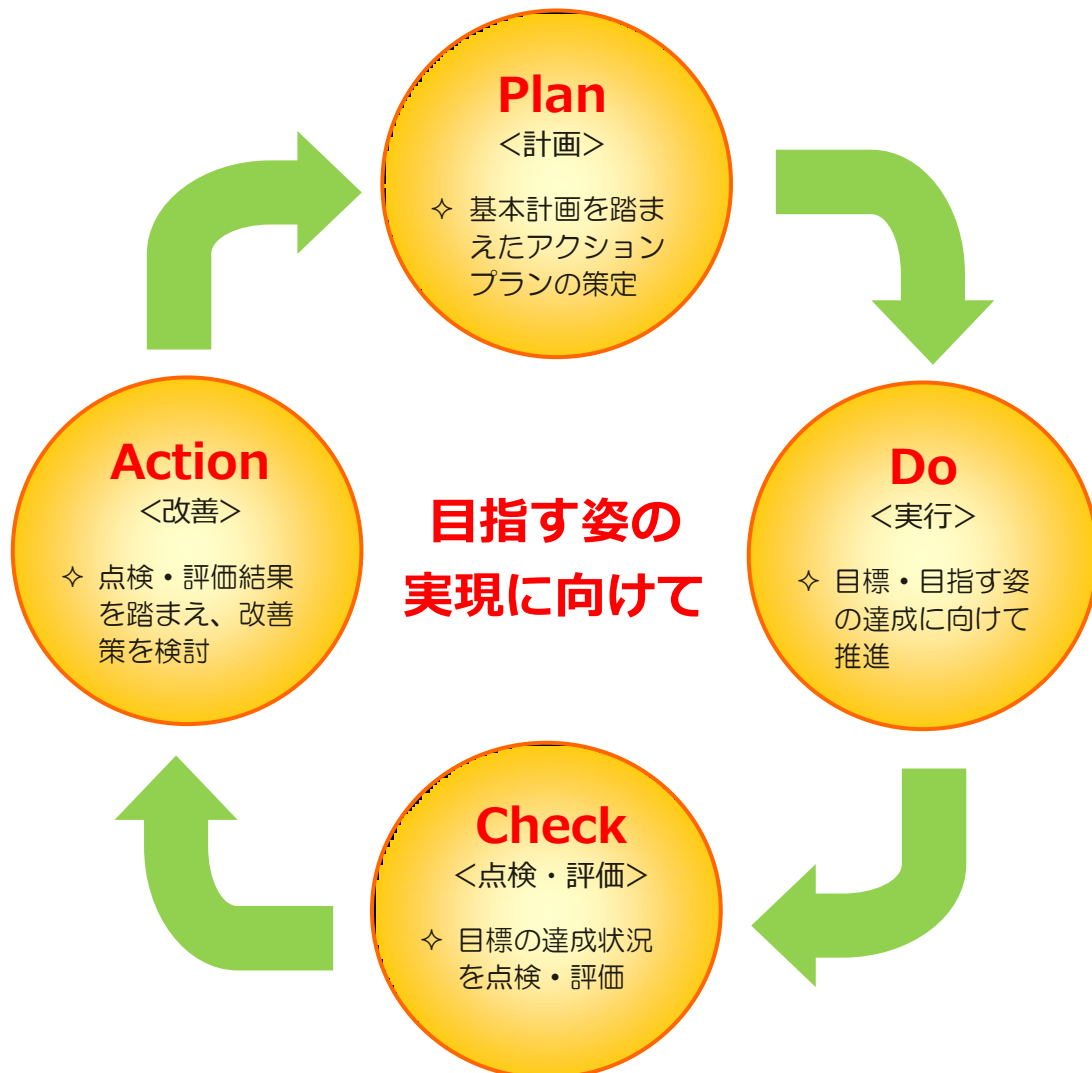 Plan
<計画>
✧ 基本計画を踏ま
えたアクション
プランの策定
Do
<実行>
✧ 目標・目指す姿
の達成に向けて
推進
Check
<点検・評価>
✧ 目標の達成状況
を点検・評価
Action
<改善>
✧ 点検・評価結果
を踏まえ、改善
策を検討
目指す姿の
実現に向けて